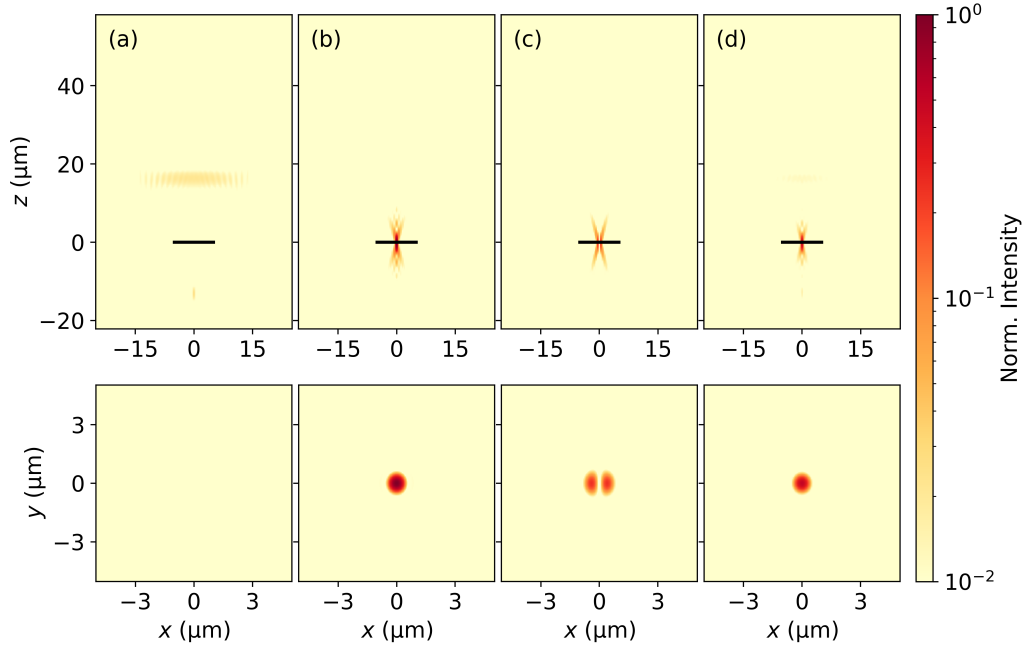 (a) (b) (c) (d)
z (μm)
40
20
0
−20
−15 0 15 −15 0 15 −15 0 15 −15 0 15
y (μm)
3
0
−3
−3 0 3 −3 0 3 −3 0 3 −3 0 3
x (μm) x (μm) x (μm) x (μm)
10⁰
10⁻¹
10⁻²
Norm. Intensity